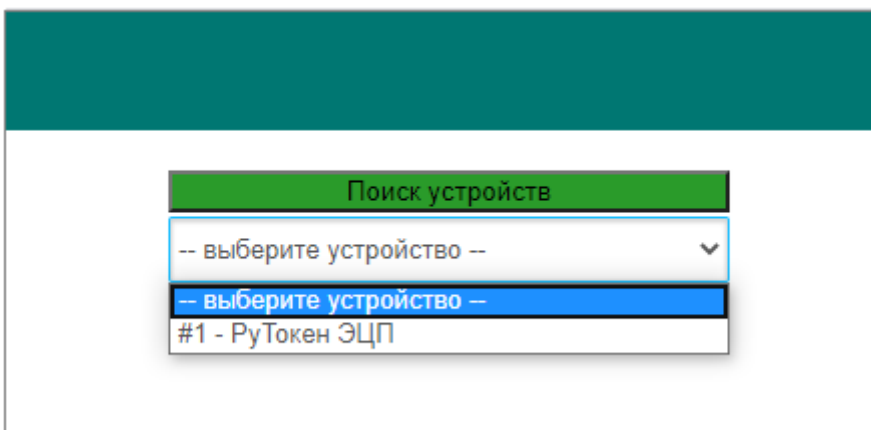 Поиск устройств
-- выберите устройство --
-- выберите устройство --
#1 - РуТокен ЭЦП